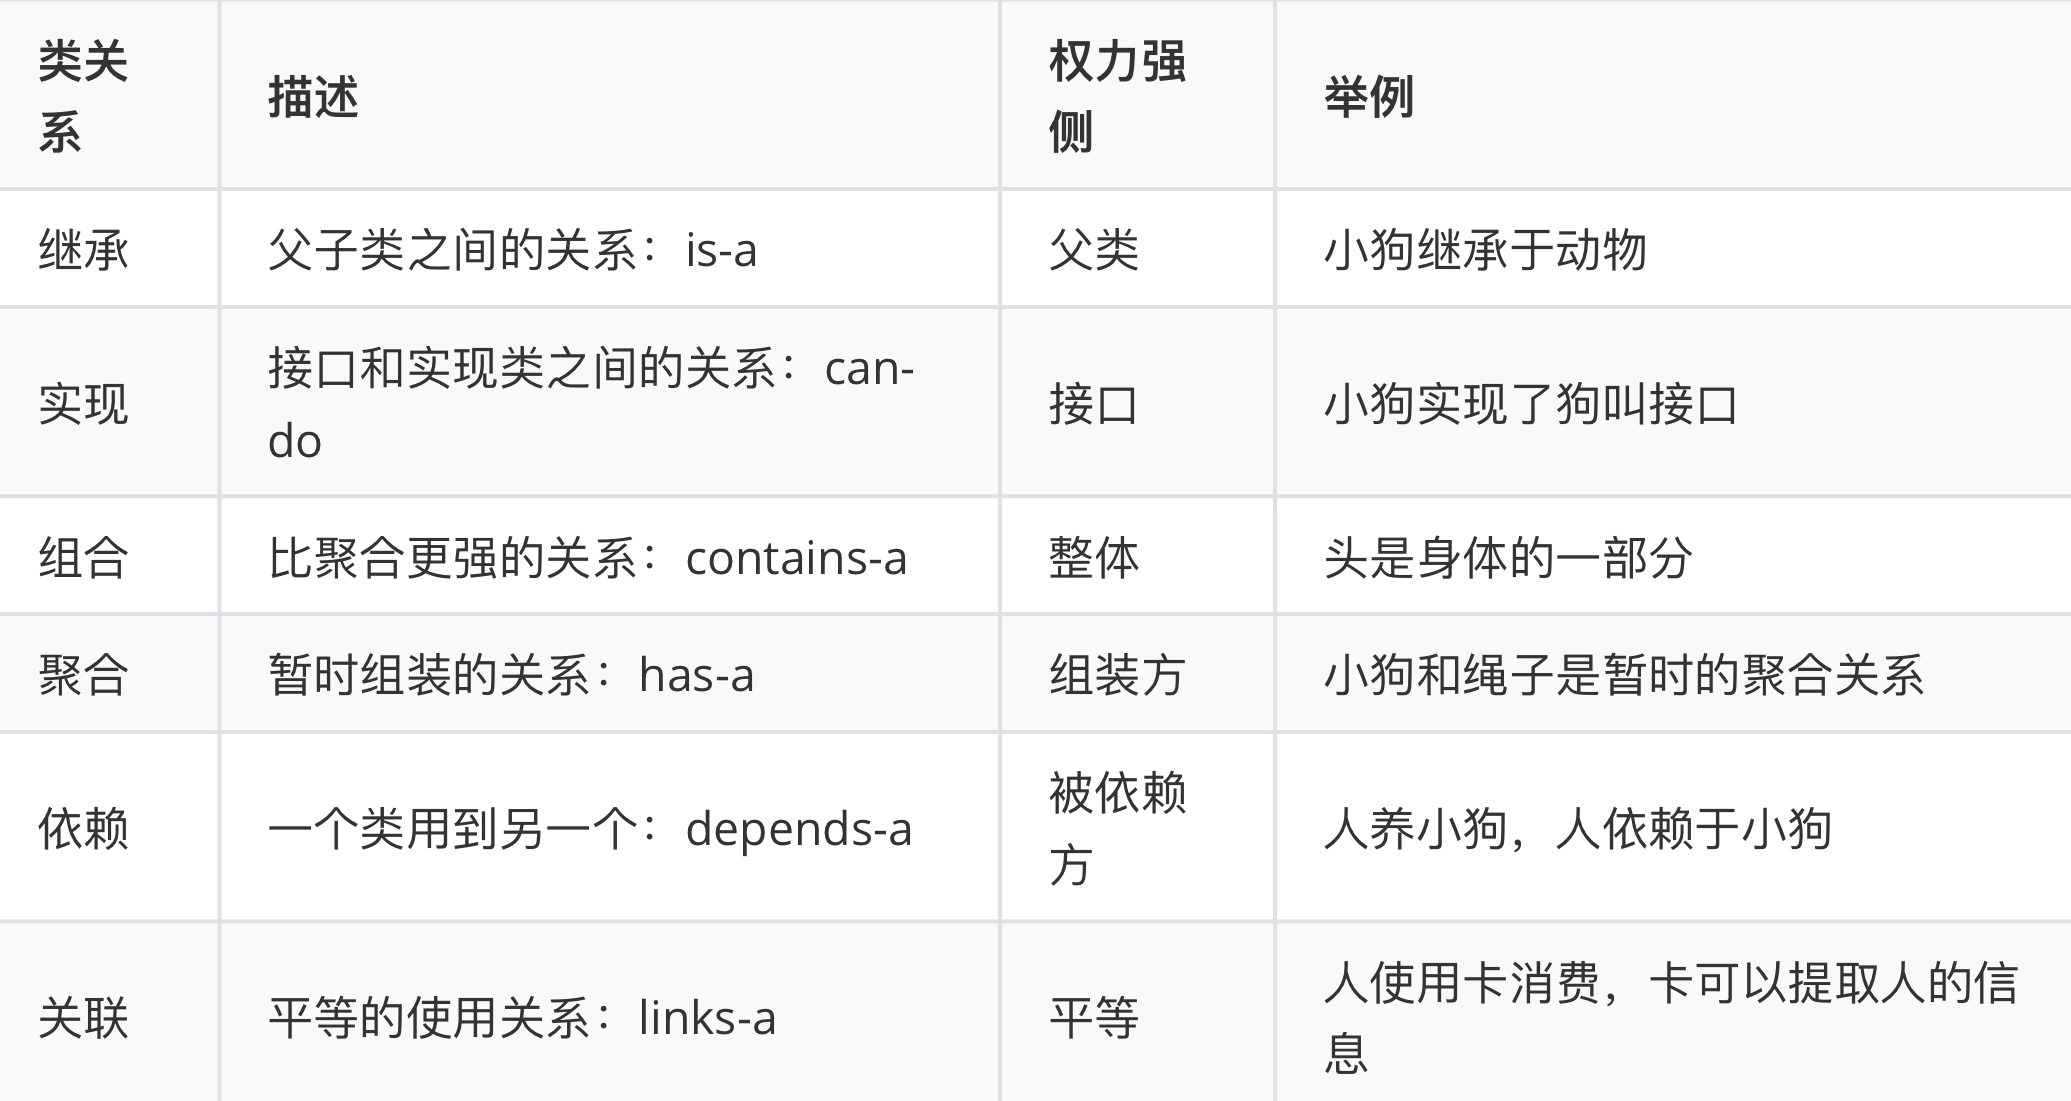 类关
系
描述
权力强
侧
举例
继承
父子类之间的关系：is-a
父类
小狗继承于动物
实现
接口和实现类之间的关系：can-
do
接口
小狗实现了狗叫接口
组合
比聚合更强的关系：contains-a
整体
头是身体的一部分
聚合
暂时组装的关系：has-a
组装方
小狗和绳子是暂时的聚合关系
依赖
一个类用到另一个：depends-a
被依赖
方
人养小狗，人依赖于小狗
关联
平等的使用关系：links-a
平等
人使用卡消费，卡可以提取人的信
息